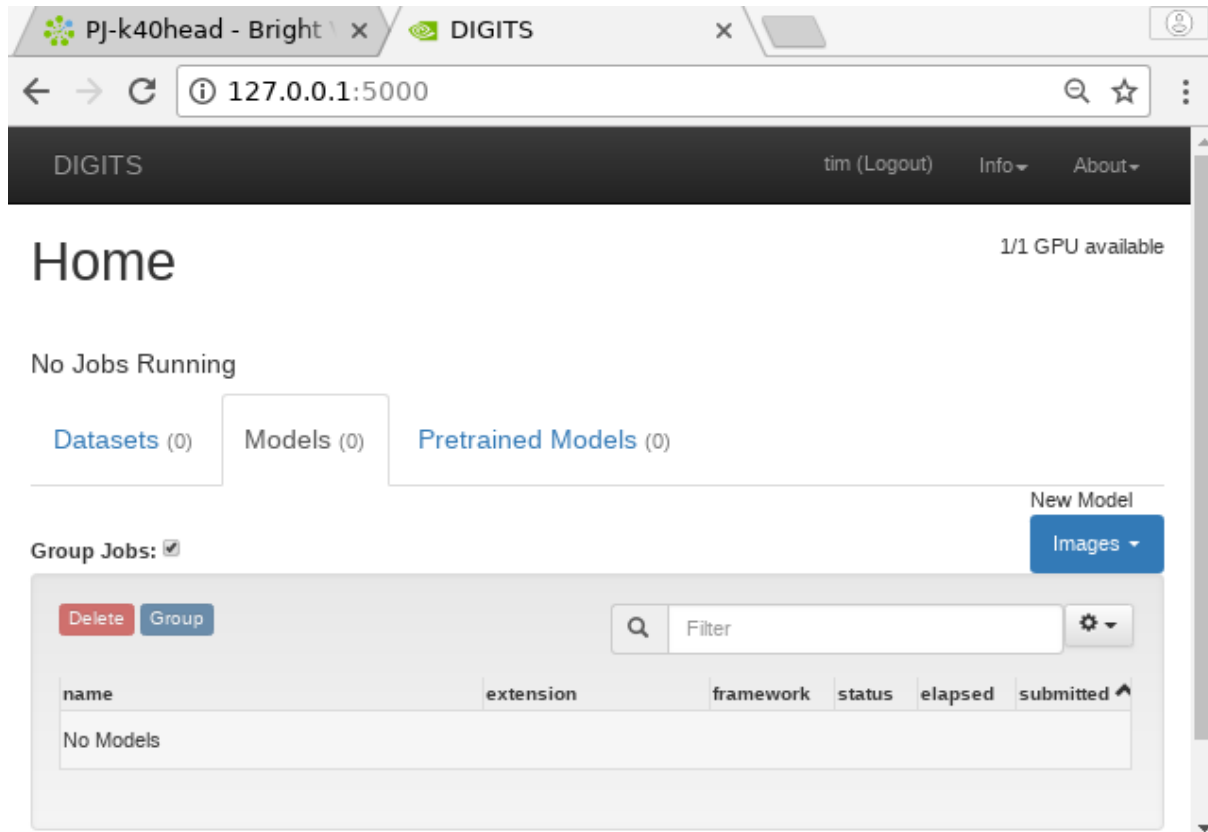 PJ-k40head - Bright
DIGITS
127.0.0.1:5000
DIGITS
tim (Logout)
Info
About
Home
1/1 GPU available
No Jobs Running
Datasets (0)
Models (0)
Pretrained Models (0)
New Model
Images
Group Jobs:
Delete
Group
Filter
name extension framework status elapsed submitted
No Models